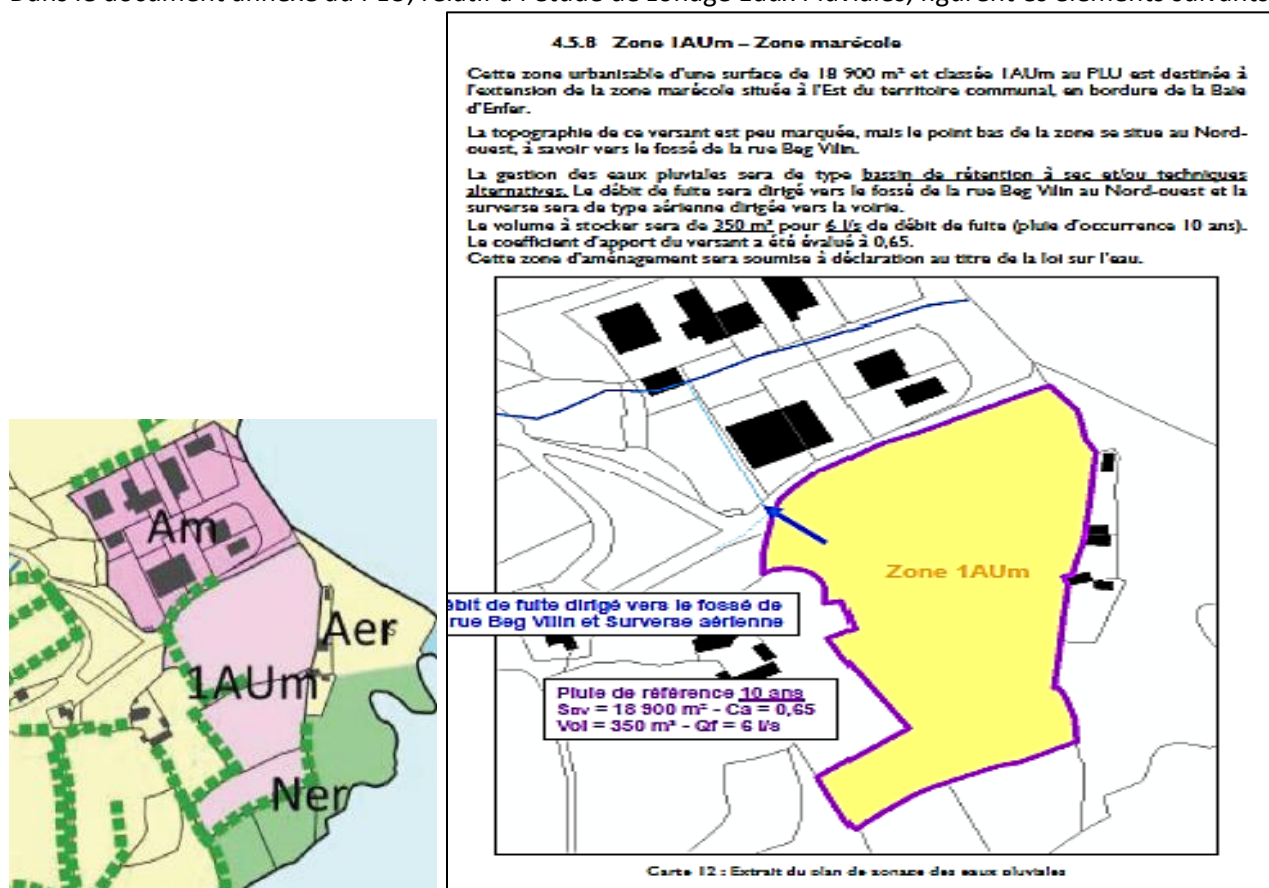 Dans le document annexe au PLU, relatif à l'étude de zonage Eaux Pluviales, figurent es éléments suivants
4.5.8 Zone 1AUm – Zone marécole
Cette zone urbanisable d'une surface de 18 900 m² et classée 1AUm au PLU est destinée à
l'extension de la zone marécole située à l'Est du territoire communal, en bordure de la Baie
d'Enfer.
La topographie de ce versant est peu marquée, mais le point bas de la zone se situe au Nord-
ouest, à savoir vers le fossé de la rue Beg Vilin.
La gestion des eaux pluviales sera de type bassin de rétention à sec et/ou techniques
alternatives. Le débit de fuite sera dirigé vers le fossé de la rue Beg Vilin au Nord-ouest et la
surverse sera de type aérienne dirigée vers la voirie.
Le volume à stocker sera de 350 m³ pour 6 l/s de débit de fuite (pluie d'occurrence 10 ans).
Le coefficient d'apport du versant a été évalué à 0,65.
Cette zone d'aménagement sera soumise à déclaration au titre de la loi sur l'eau.
Zone 1AUm
ébit de fuite dirigé vers le fossé de
rue Beg Vilin et Surverse aérienne
Pluie de référence 10 ans
Sbv = 18 900 m² - Ca = 0,65
Vol = 350 m³ - Qf = 6 l/s
Carte 12 : Extrait du plan de zonage des eaux pluviales
Am
Aer
1AUm
Ner